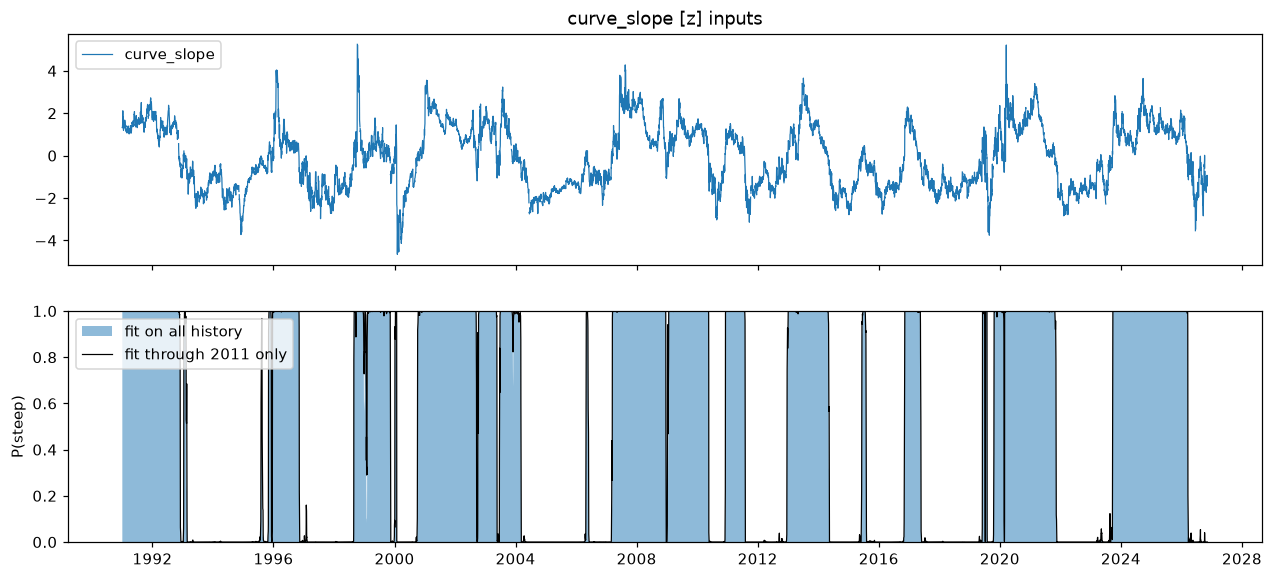 curve_slope [z] inputs
curve_slope
4
2
0
−2
−4
1.0
0.8
0.6
0.4
0.2
0.0
P(steep)
fit on all history
fit through 2011 only
1992 1996 2000 2004 2008 2012 2016 2020 2024 2028